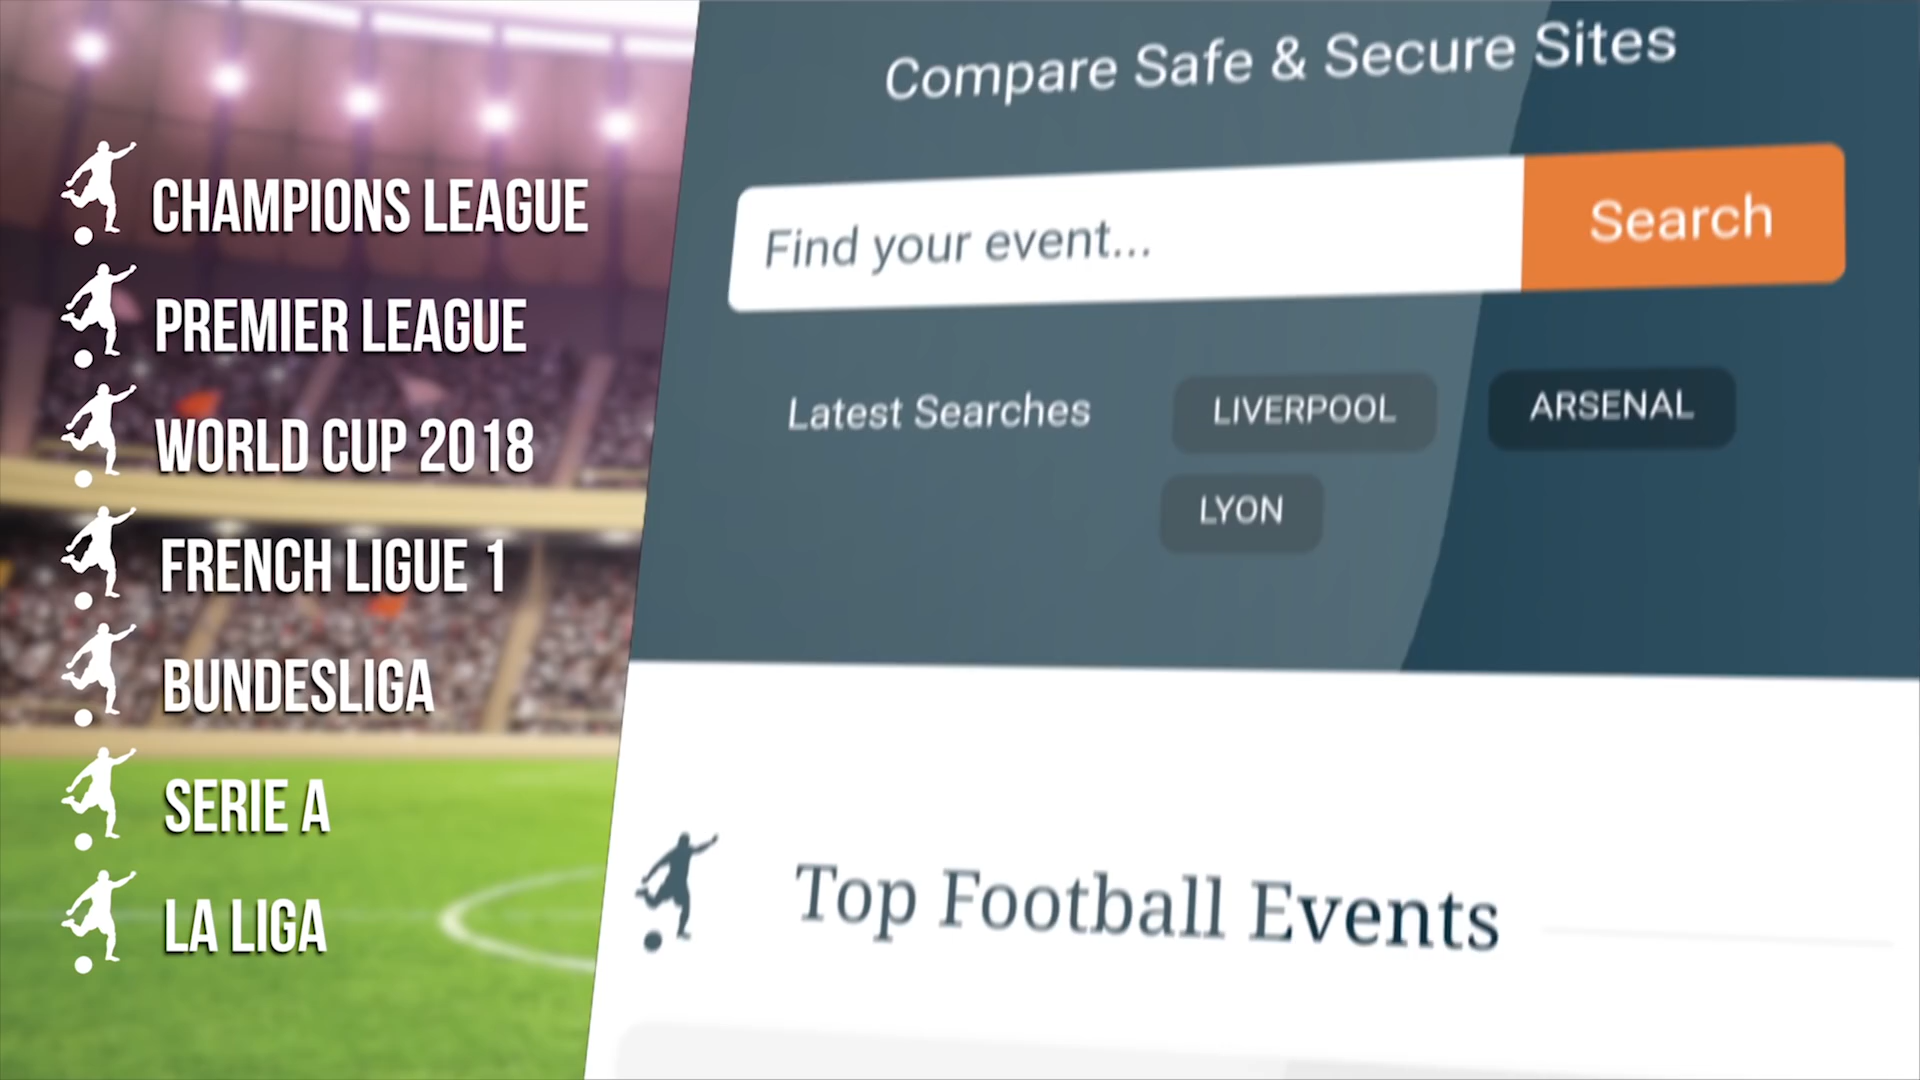 CHAMPIONS LEAGUE
PREMIER LEAGUE
WORLD CUP 2018
FRENCH LIGUE 1
BUNDESLIGA
SERIE A
LA LIGA
Compare Safe & Secure Sites
Find your event...
Search
Latest Searches
LIVERPOOL
ARSENAL
LYON
Top Football Events